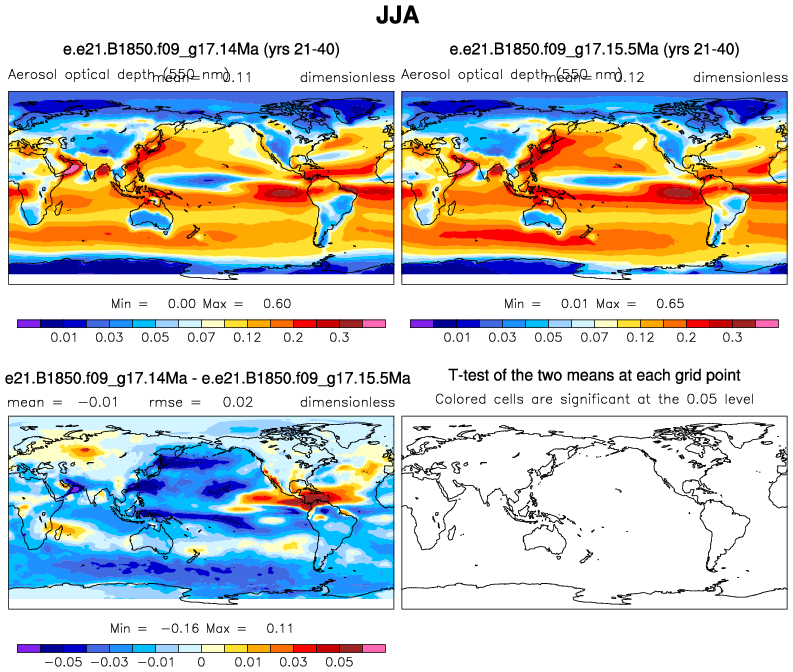 JJA
e.e21.B1850.f09_g17.14Ma (yrs 21-40)
Aerosol optical depth (550 nm) mean= 0.11 dimensionless
Min = 0.00 Max = 0.60
0.01 0.03 0.05 0.07 0.12 0.2 0.3
e.e21.B1850.f09_g17.15.5Ma (yrs 21-40)
Aerosol optical depth (550 nm) mean= 0.12 dimensionless
Min = 0.01 Max = 0.65
0.01 0.03 0.05 0.07 0.12 0.2 0.3
e21.B1850.f09_g17.14Ma - e.e21.B1850.f09_g17.15.5Ma
mean = -0.01 rmse = 0.02 dimensionless
Min = -0.16 Max = 0.11
-0.05 -0.03 -0.01 0 0.01 0.03 0.05
T-test of the two means at each grid point
Colored cells are significant at the 0.05 level